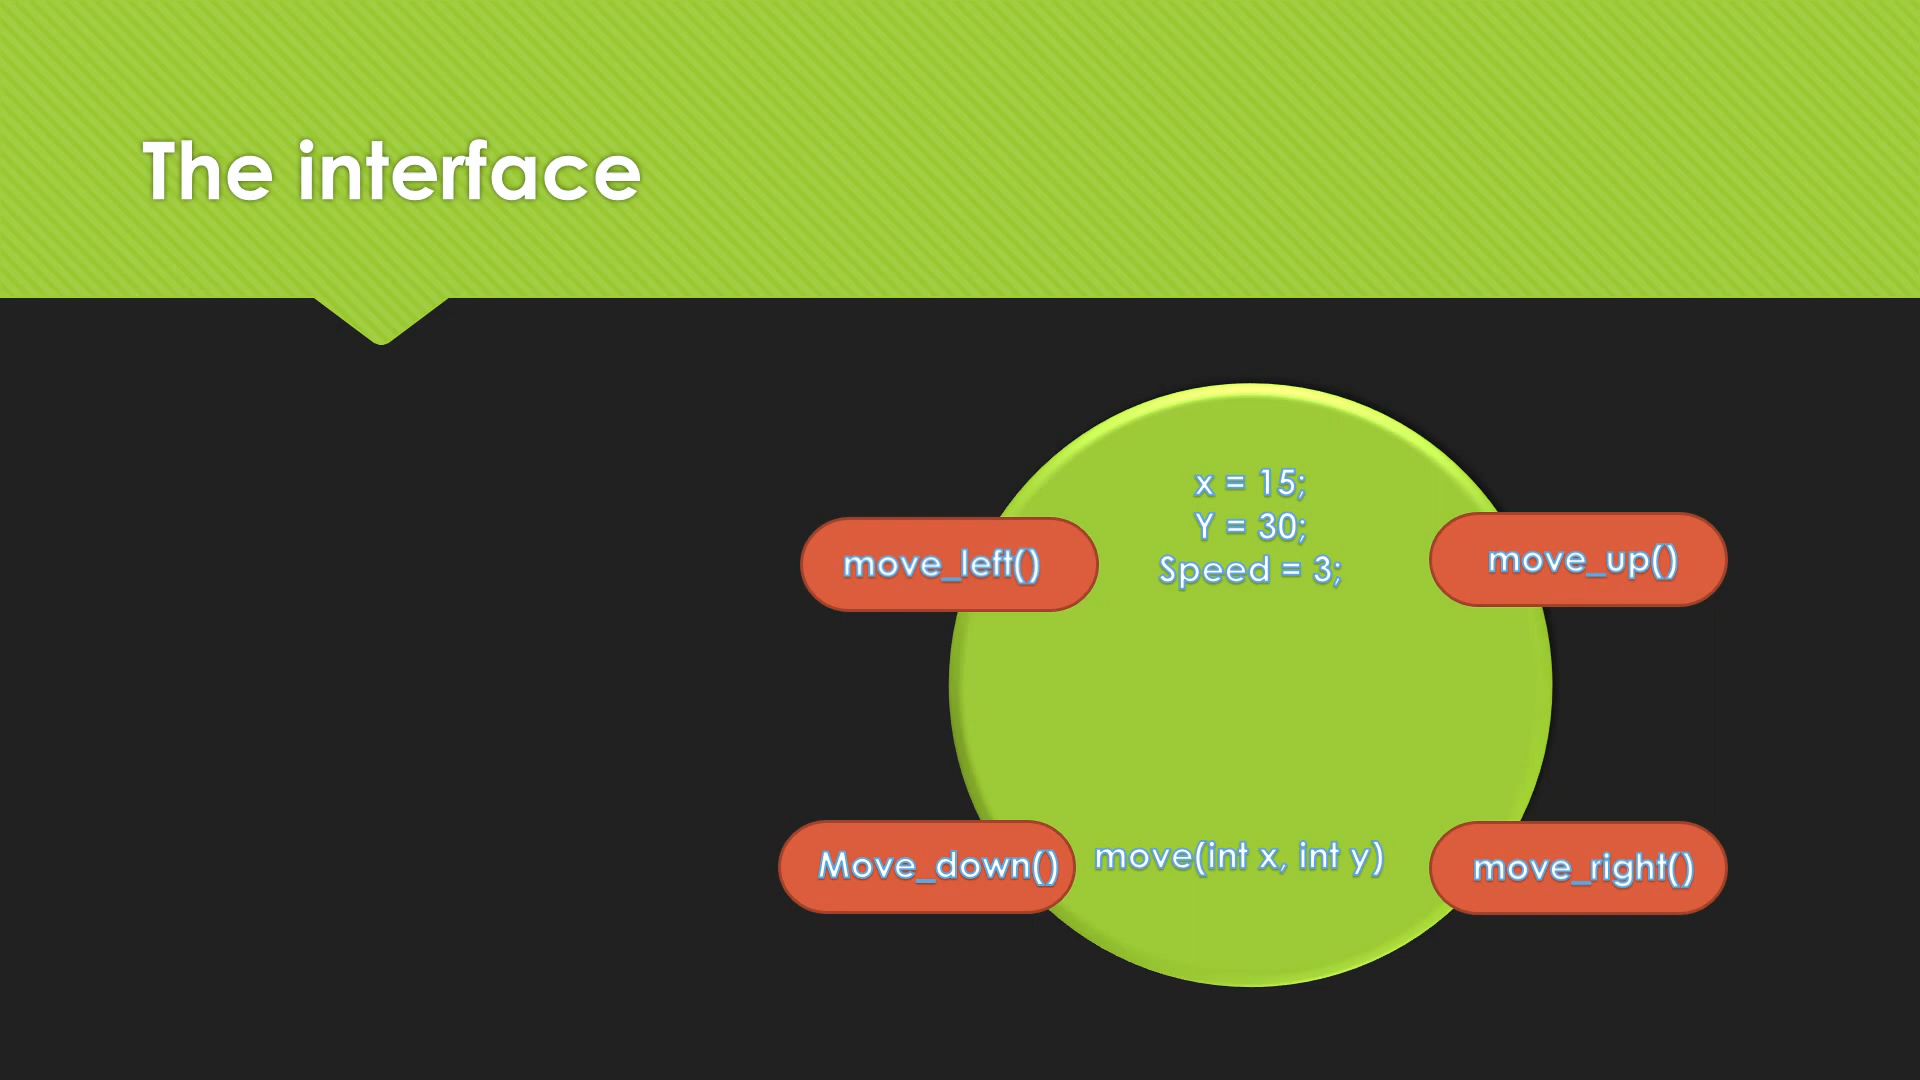 The interface
x = 15;
Y = 30;
Speed = 3;
move_left()
move_up()
Move_down()
move(int x, int y)
move_right()